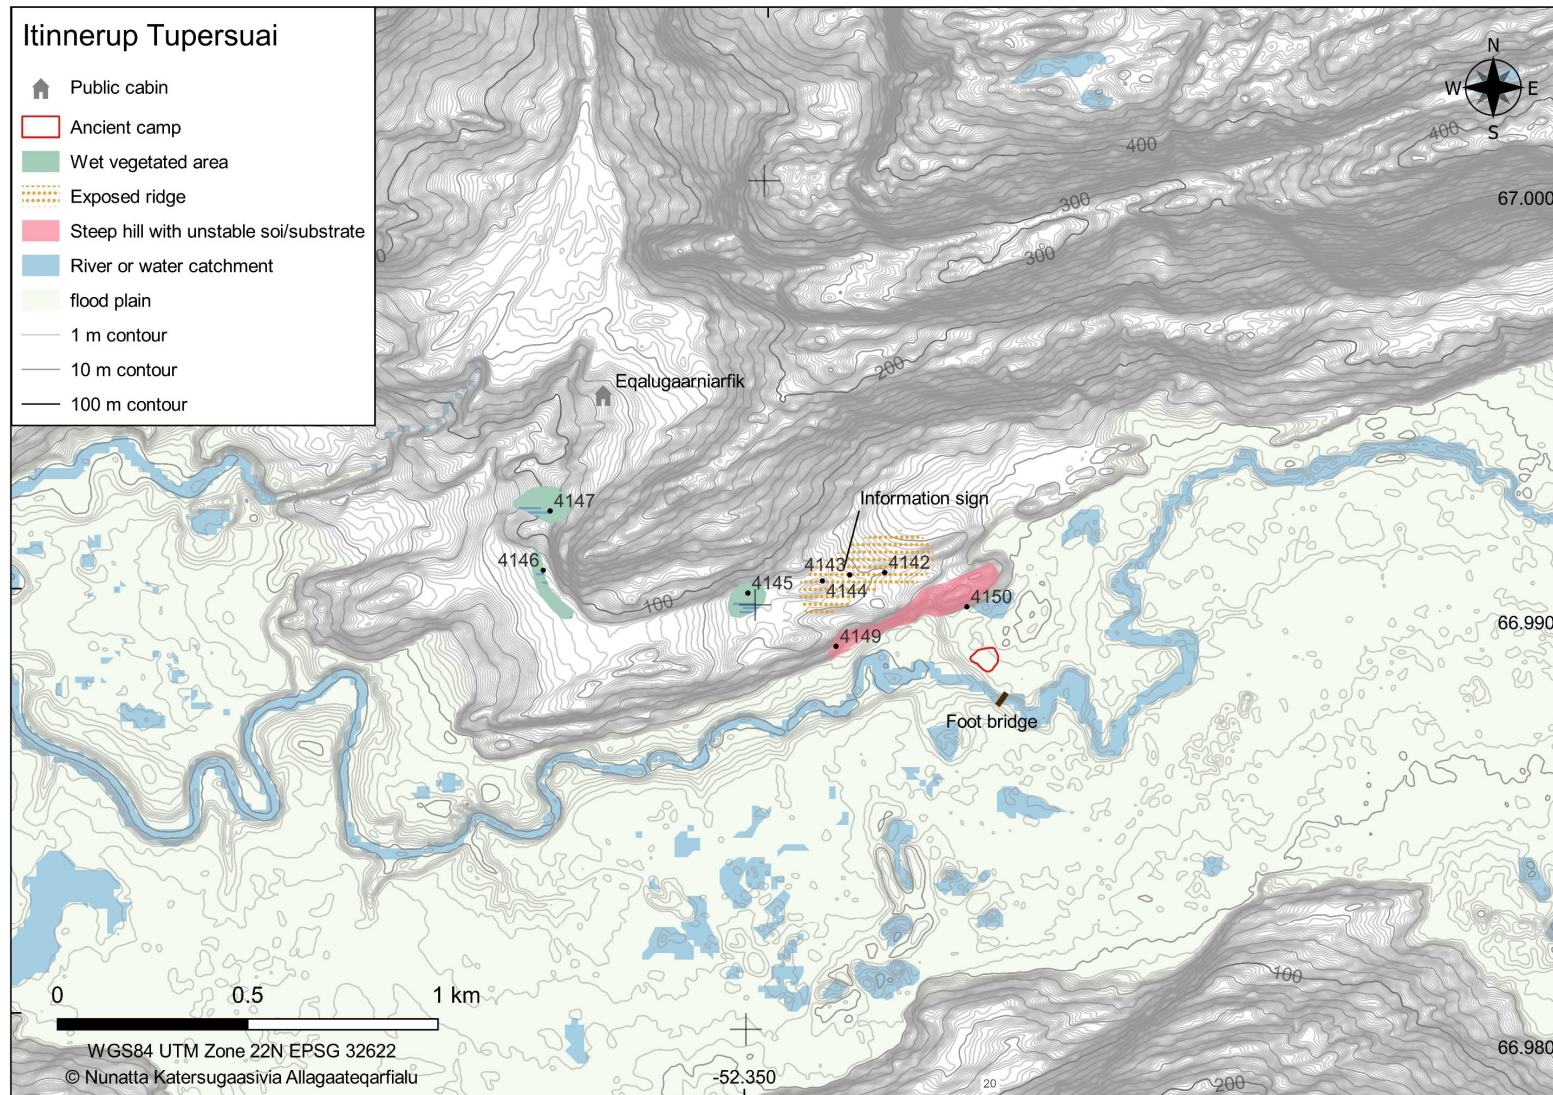 Itinnerup Tupersuai
Public cabin
Ancient camp
Wet vegetated area
Exposed ridge
Steep hill with unstable soi/substrate
River or water catchment
flood plain
1 m contour
10 m contour
100 m contour
N
W E
S
400
400
67.000
300
300
0
200
Eqalugaarniarfik
Information sign
4147
4146
4143 4142
4145
4144
100
4150
66.990
4149
Foot bridge
0 0.5 1 km
100
WGS84 UTM Zone 22N EPSG 32622
66.980
© Nunatta Katersugaasivia Allagaateqarfialu
-52.350
20
200